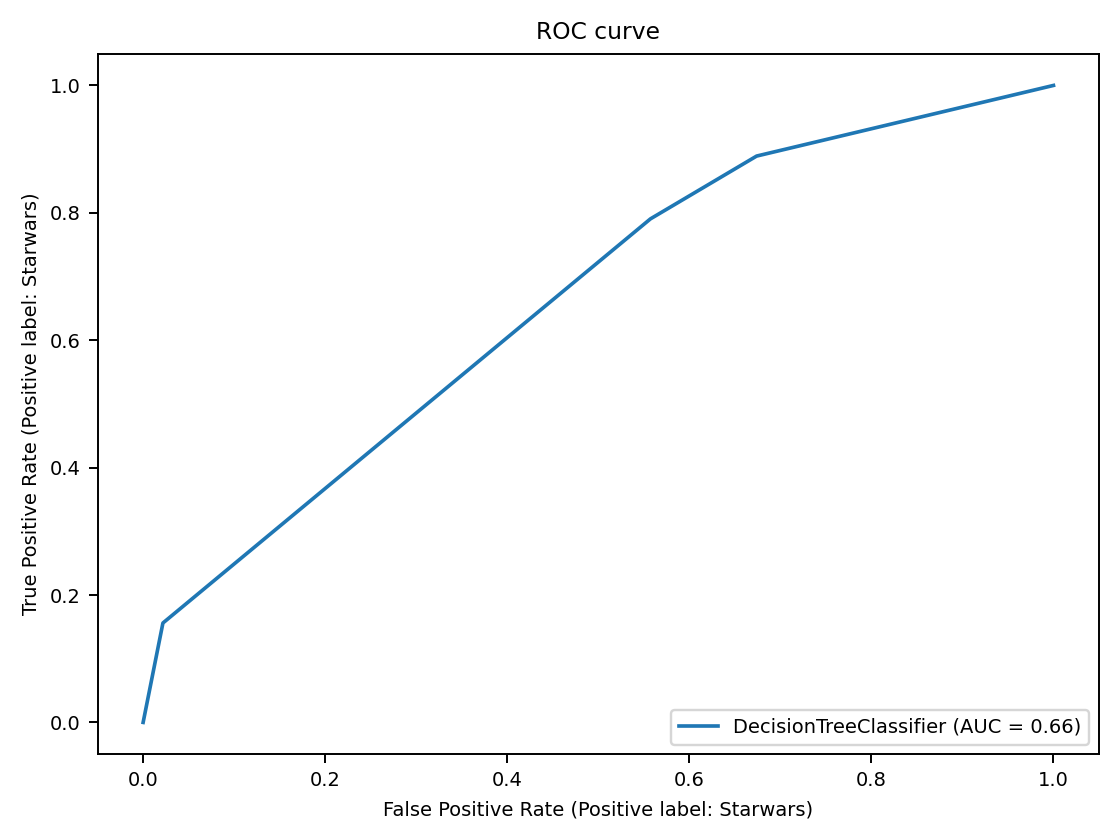 ROC curve
True Positive Rate (Positive label: Starwars)
1.0
0.8
0.6
0.4
0.2
0.0
DecisionTreeClassifier (AUC = 0.66)
0.0 0.2 0.4 0.6 0.8 1.0
False Positive Rate (Positive label: Starwars)